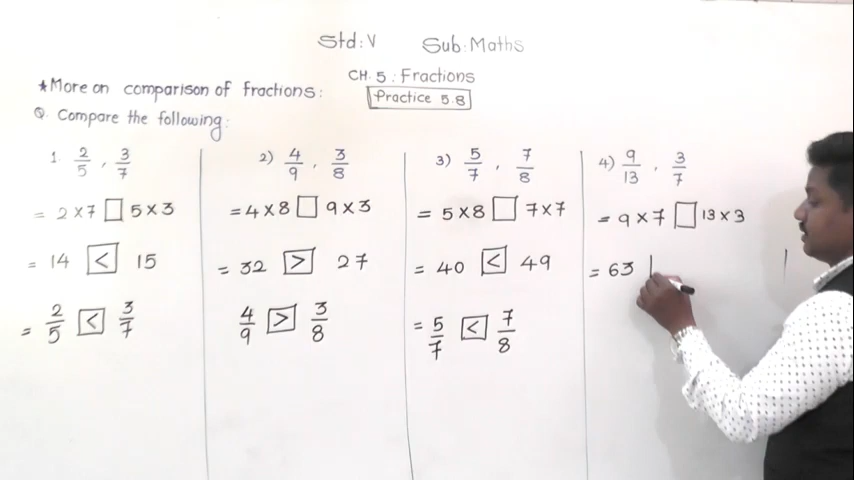 Std: V Sub: Maths
CH. 5 : Fractions
*More on comparison of fractions:
Practice 5.8
Q. Compare the following:
1. 2/5 , 3/7
= 2×7 □ 5×3
= 14 < 15
= 2/5 < 3/7
2) 4/9 , 3/8
= 4×8 □ 9×3
= 32 > 27
4/9 > 3/8
3) 5/7 , 7/8
= 5×8 □ 7×7
= 40 < 49
= 5/7 < 7/8
4) 9/13 , 3/7
= 9×7 □ 13×3
= 63